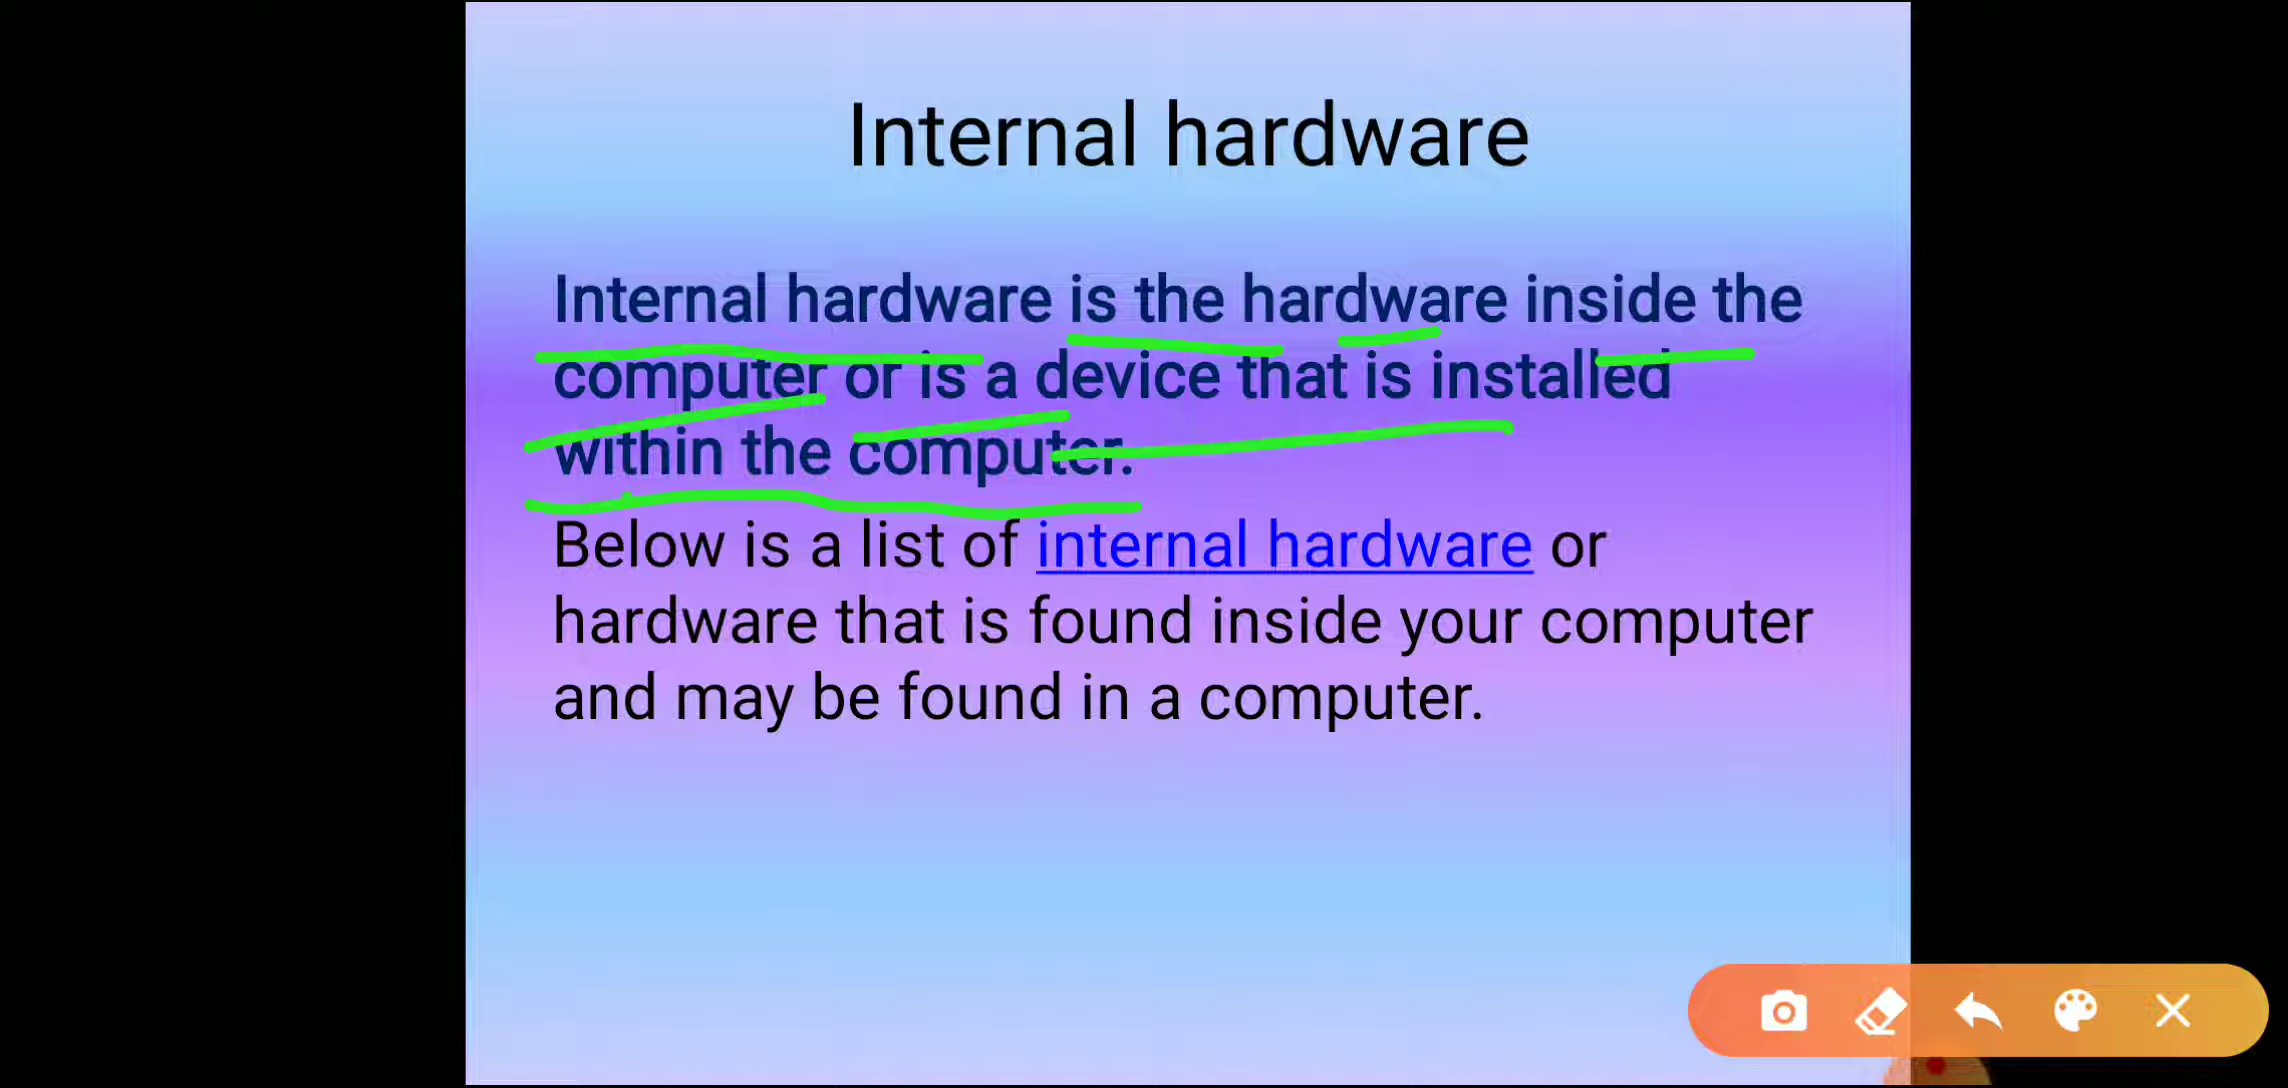 Internal hardware
Internal hardware is the hardware inside the
computer or is a device that is installed
within the computer.
Below is a list of internal hardware or
hardware that is found inside your computer
and may be found in a computer.